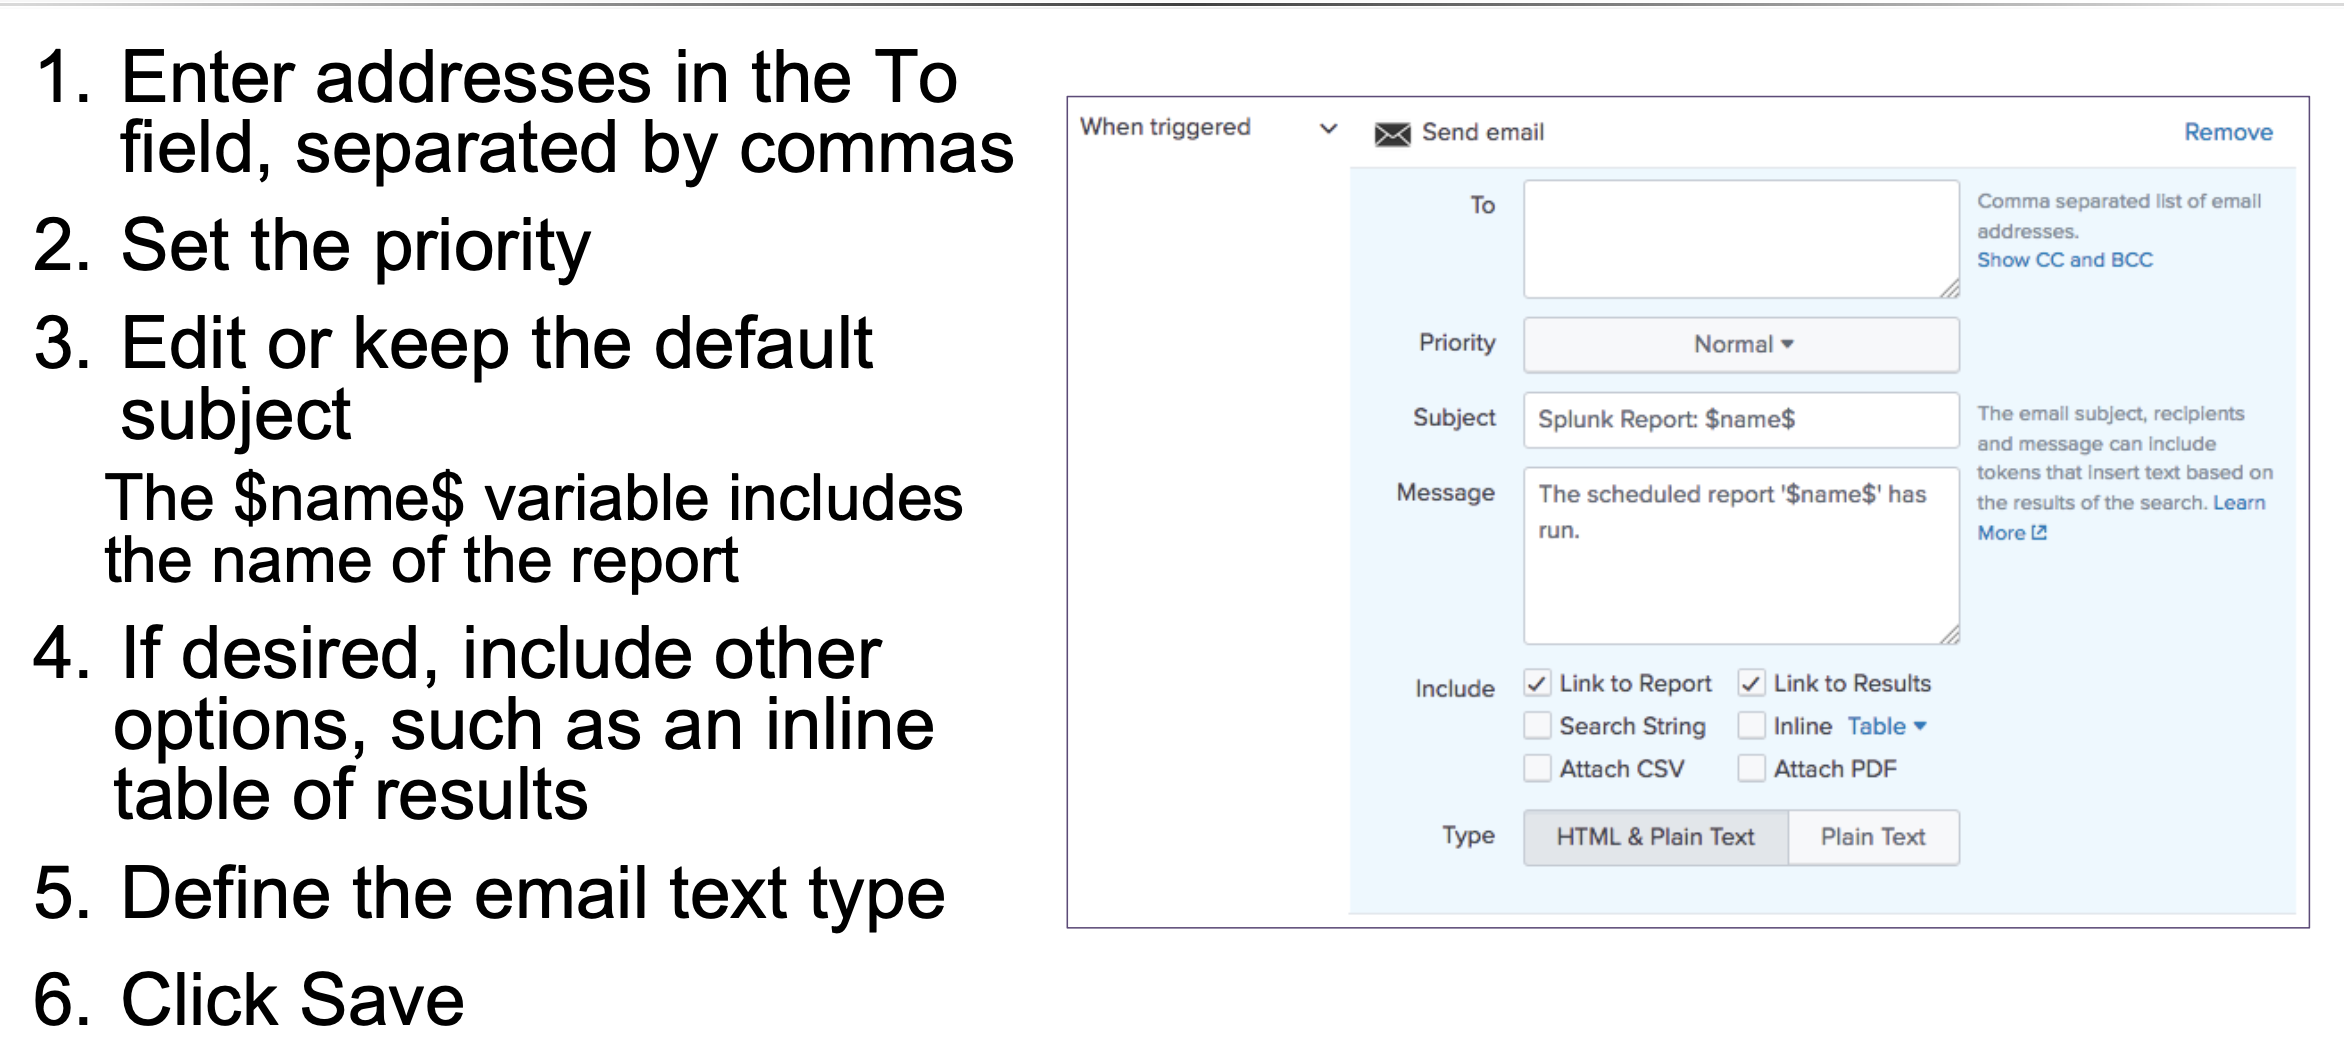 1. Enter addresses in the To
field, separated by commas
2. Set the priority
3. Edit or keep the default
subject
The $name$ variable includes
the name of the report
4. If desired, include other
options, such as an inline
table of results
5. Define the email text type
6. Click Save
When triggered
Send email
Remove
To
Comma separated list of email
addresses.
Show CC and BCC
Priority
Normal
Subject
Splunk Report: $name$
The email subject, recipients
and message can include
tokens that insert text based on
the results of the search. Learn
More
Message
The scheduled report '$name$' has
run.
Include
Link to Report
Link to Results
Search String
Inline Table
Attach CSV
Attach PDF
Type
HTML & Plain Text
Plain Text